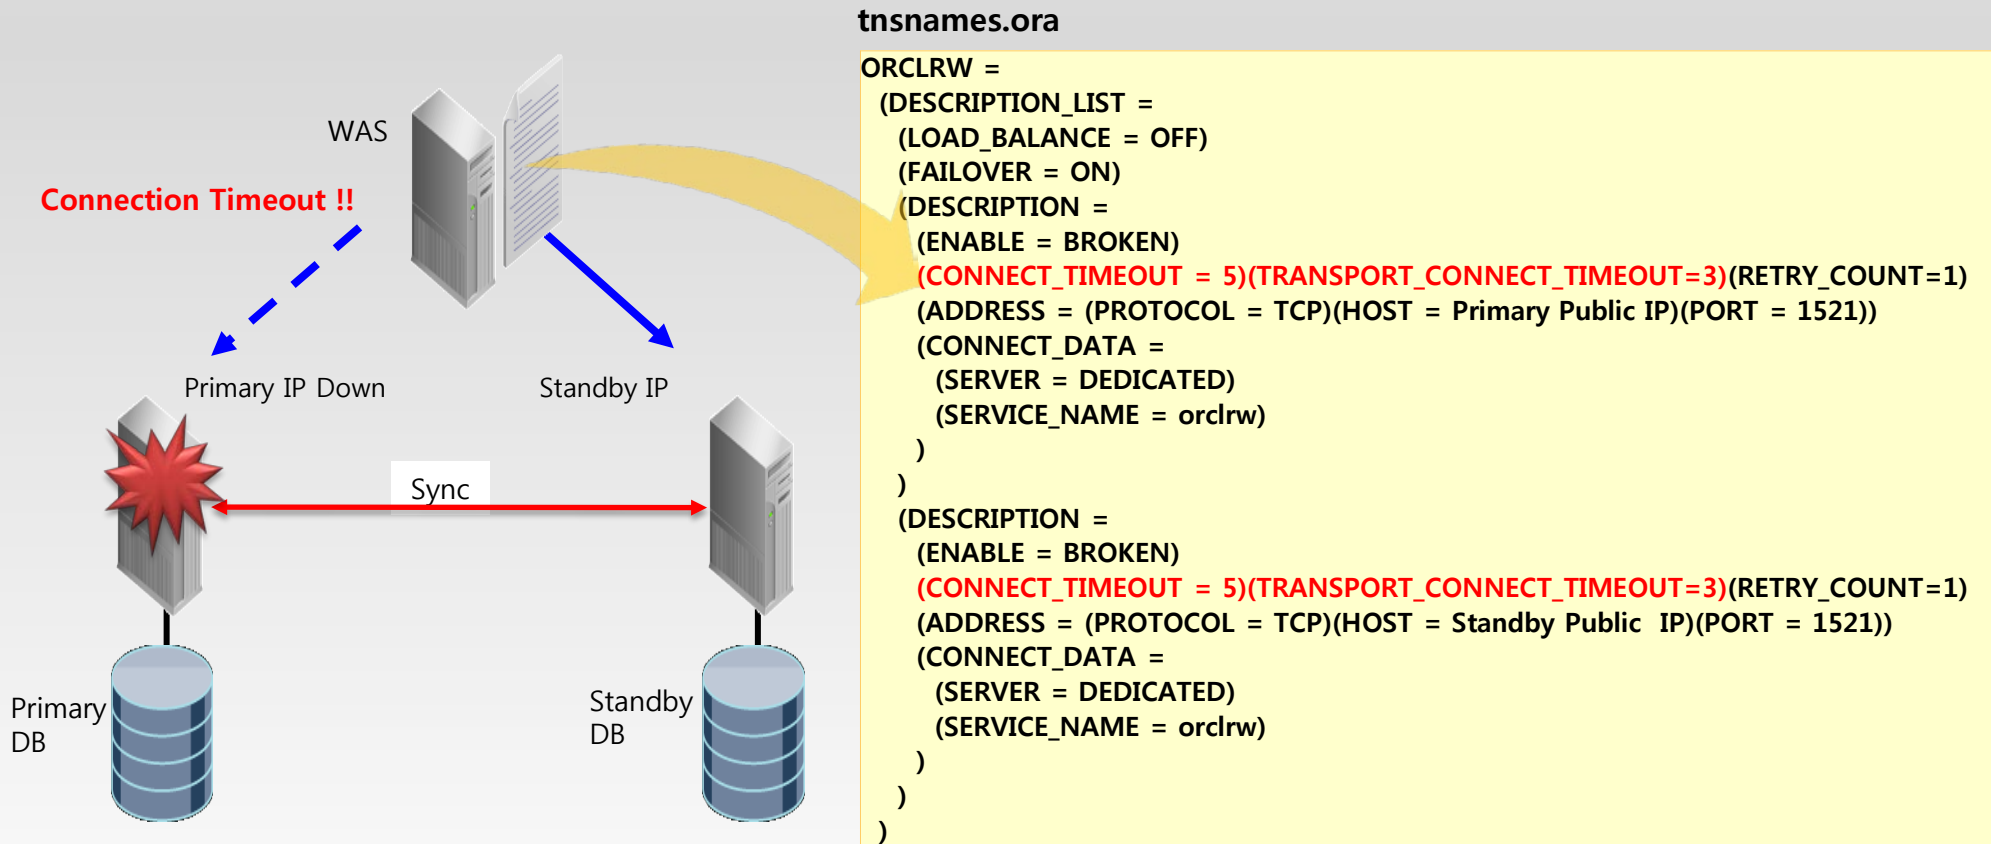 tnsnames.ora
WAS
Connection Timeout !!
Primary IP Down
Standby IP
Sync
Primary
DB
Standby
DB
ORCLRW =
(DESCRIPTION_LIST =
(LOAD_BALANCE = OFF)
(FAILOVER = ON)
(DESCRIPTION =
(ENABLE = BROKEN)
(CONNECT_TIMEOUT = 5)(TRANSPORT_CONNECT_TIMEOUT=3)(RETRY_COUNT=1)
(ADDRESS = (PROTOCOL = TCP)(HOST = Primary Public IP)(PORT = 1521))
(CONNECT_DATA =
(SERVER = DEDICATED)
(SERVICE_NAME = orclrw)
)
)
(DESCRIPTION =
(ENABLE = BROKEN)
(CONNECT_TIMEOUT = 5)(TRANSPORT_CONNECT_TIMEOUT=3)(RETRY_COUNT=1)
(ADDRESS = (PROTOCOL = TCP)(HOST = Standby Public IP)(PORT = 1521))
(CONNECT_DATA =
(SERVER = DEDICATED)
(SERVICE_NAME = orclrw)
)
)
)